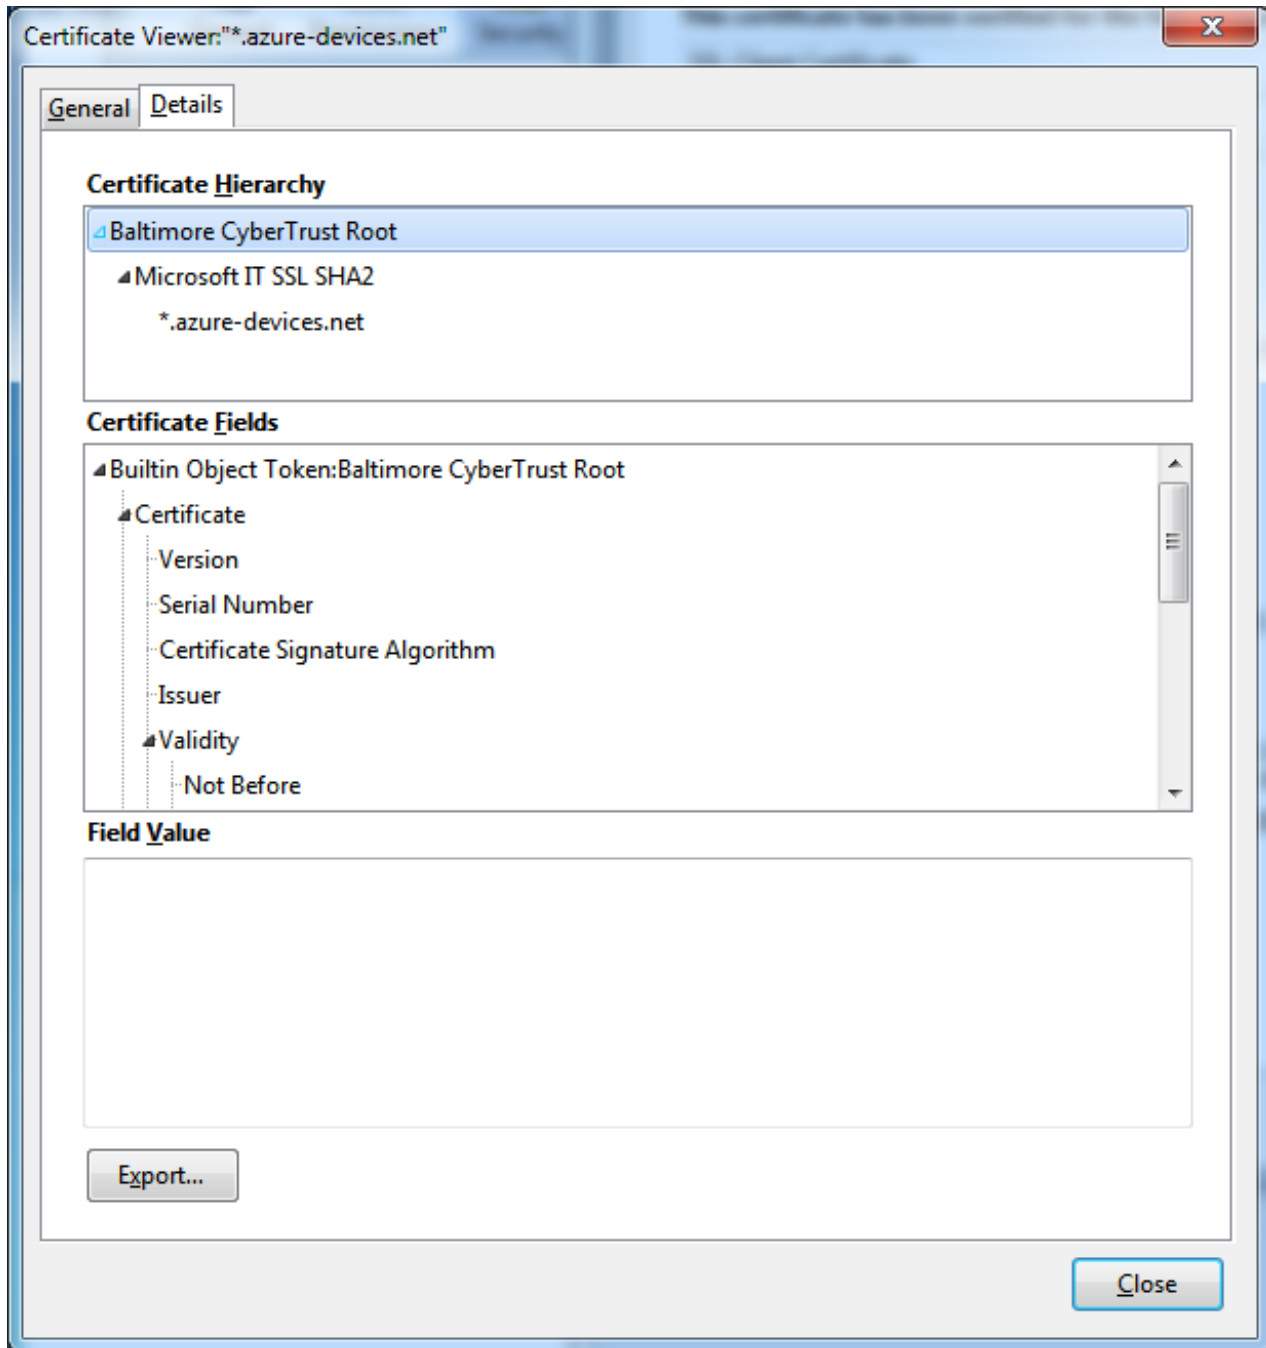 Certificate Viewer:"*.azure-devices.net"
Security
General
Details
Certificate Hierarchy
Baltimore CyberTrust Root
Microsoft IT SSL SHA2
*.azure-devices.net
Certificate Fields
Builtin Object Token:Baltimore CyberTrust Root
Certificate
Version
Serial Number
Certificate Signature Algorithm
Issuer
Validity
Not Before
Field Value
Export...
Close